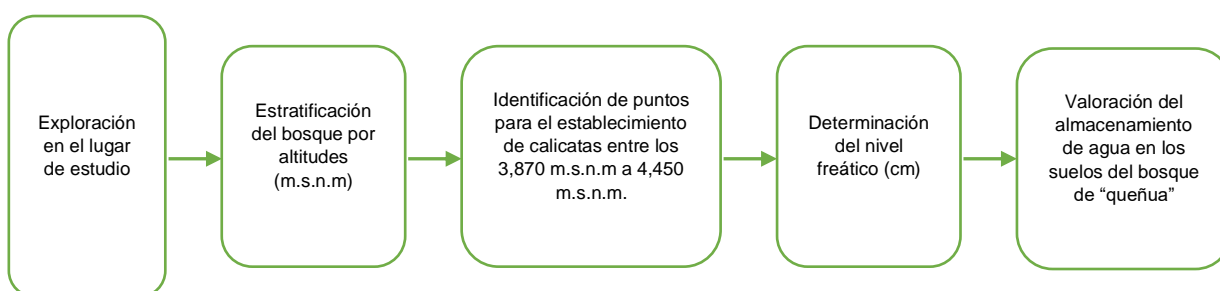 Exploración
en el lugar
de estudio
Estratificación
del bosque por
altitudes
(m.s.n.m)
Identificación de puntos
para el establecimiento
de calicatas entre los
3,870 m.s.n.m a 4,450
m.s.n.m.
Determinación
del nivel
freático (cm)
Valoración del
almacenamiento
de agua en los
suelos del bosque
de “queñua”